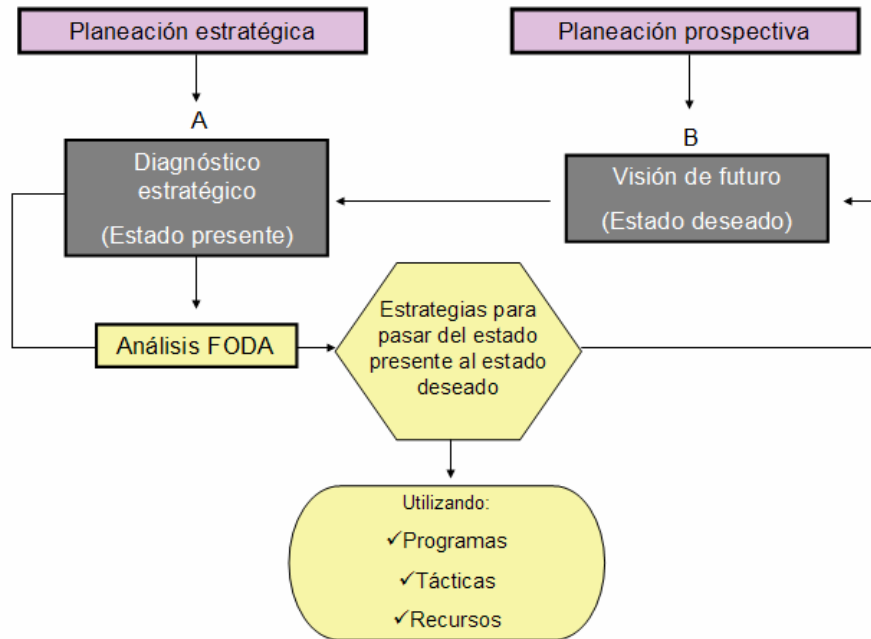 Planeación estratégica
Planeación prospectiva
A
B
Diagnóstico
estratégico
(Estado presente)
Visión de futuro
(Estado deseado)
Análisis FODA
Estrategias para
pasar del estado
presente al estado
deseado
Utilizando:
✓Programas
✓Tácticas
✓Recursos